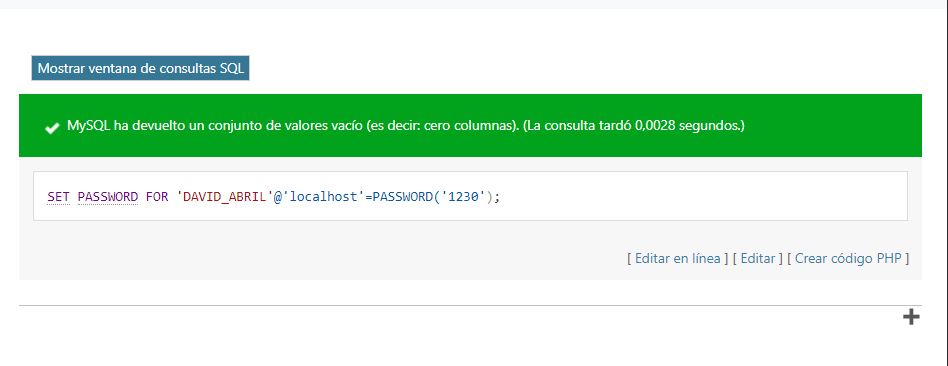 Mostrar ventana de consultas SQL
MySQL ha devuelto un conjunto de valores vacío (es decir: cero columnas). (La consulta tardó 0,0028 segundos.)
SET PASSWORD FOR 'DAVID_ABRIL'@'localhost'=PASSWORD('1230');
[ Editar en línea ] [ Editar ] [ Crear código PHP ]